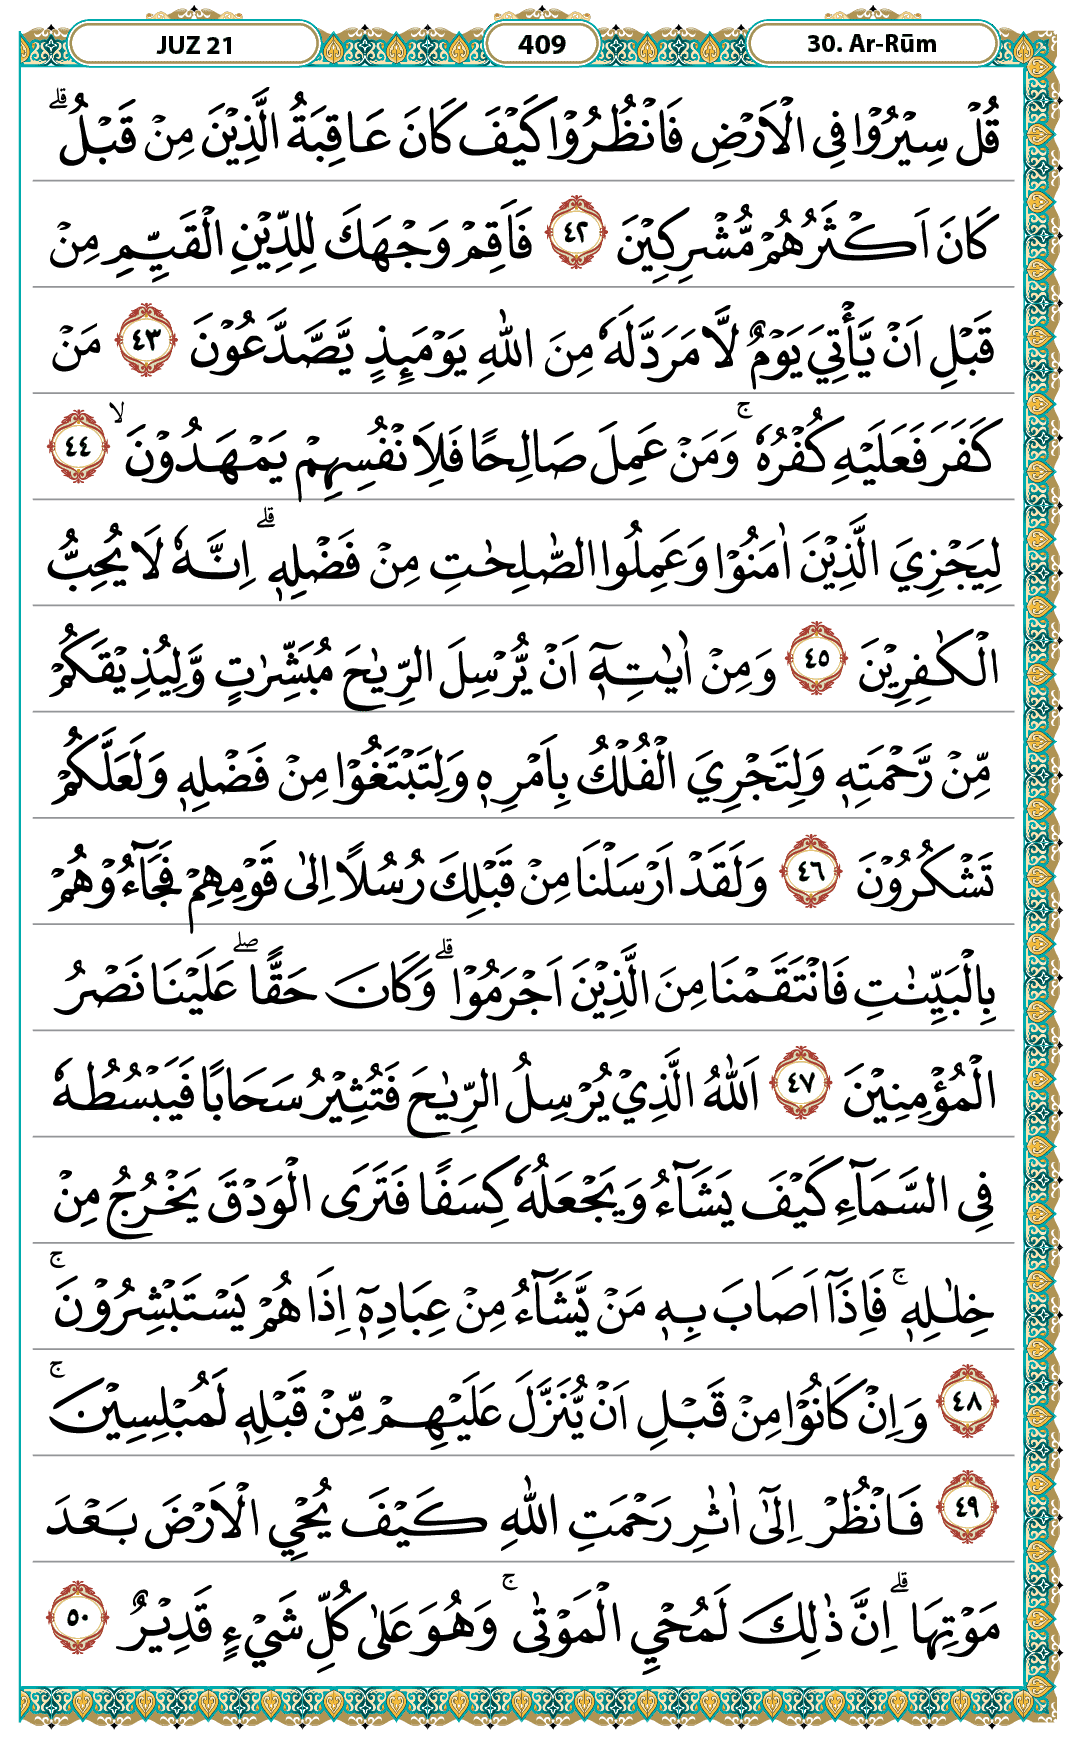 JUZ 21
409
30. Ar-Rūm
قُلْ سِيْرُوْا فِى الْاَرْضِ فَانْظُرُوْا كَيْفَ كَانَ عَاقِبَةُ الَّذِيْنَ مِنْ قَبْلُۗ
كَانَ اَكْثَرُهُمْ مُّشْرِكِيْنَ ٤٢ فَاَقِمْ وَجْهَكَ لِلدِّيْنِ الْقَيِّمِ مِنْ
قَبْلِ اَنْ يَّأْتِيَ يَوْمٌ لَّا مَرَدَّ لَهٗ مِنَ اللّٰهِ يَوْمَىِٕذٍ يَّصَّدَّعُوْنَ ٤٣ مَنْ
كَفَرَ فَعَلَيْهِ كُفْرُهٗۚ وَمَنْ عَمِلَ صَالِحًا فَلِاَنْفُسِهِمْ يَمْهَدُوْنَۙ ٤٤
لِيَجْزِيَ الَّذِيْنَ اٰمَنُوْا وَعَمِلُوا الصّٰلِحٰتِ مِنْ فَضْلِهٖۗ اِنَّهٗ لَا يُحِبُّ
الْكٰفِرِيْنَ ٤٥ وَمِنْ اٰيٰتِهٖٓ اَنْ يُّرْسِلَ الرِّيٰحَ مُبَشِّرٰتٍ وَّلِيُذِيْقَكُمْ
مِّنْ رَّحْمَتِهٖ وَلِتَجْرِيَ الْفُلْكُ بِاَمْرِهٖ وَلِتَبْتَغُوْا مِنْ فَضْلِهٖ وَلَعَلَّكُمْ
تَشْكُرُوْنَ ٤٦ وَلَقَدْ اَرْسَلْنَا مِنْ قَبْلِكَ رُسُلًا اِلٰى قَوْمِهِمْ فَجَاۤءُوْهُمْ
بِالْبَيِّنٰتِ فَانْتَقَمْنَا مِنَ الَّذِيْنَ اَجْرَمُوْاۗ وَكَانَ حَقًّاۖ عَلَيْنَا نَصْرُ
الْمُؤْمِنِيْنَ ٤٧ اَللّٰهُ الَّذِيْ يُرْسِلُ الرِّيٰحَ فَتُثِيْرُ سَحَابًا فَيَبْسُطُهٗ
فِى السَّمَاۤءِ كَيْفَ يَشَاۤءُ وَيَجْعَلُهٗ كِسَفًا فَتَرَى الْوَدْقَ يَخْرُجُ مِنْ
خِلٰلِهٖۚ فَاِذَآ اَصَابَ بِهٖ مَنْ يَّشَاۤءُ مِنْ عِبَادِهٖٓ اِذَا هُمْ يَسْتَبْشِرُوْنَۚ
٤٨ وَاِنْ كَانُوْا مِنْ قَبْلِ اَنْ يُّنَزَّلَ عَلَيْهِمْ مِّنْ قَبْلِهٖ لَمُبْلِسِيْنَۚ
٤٩ فَانْظُرْ اِلٰٓى اٰثٰرِ رَحْمَتِ اللّٰهِ كَيْفَ يُحْيِ الْاَرْضَ بَعْدَ
مَوْتِهَاۗ اِنَّ ذٰلِكَ لَمُحْيِ الْمَوْتٰىۚ وَهُوَ عَلٰى كُلِّ شَيْءٍ قَدِيْرٌ ٥٠